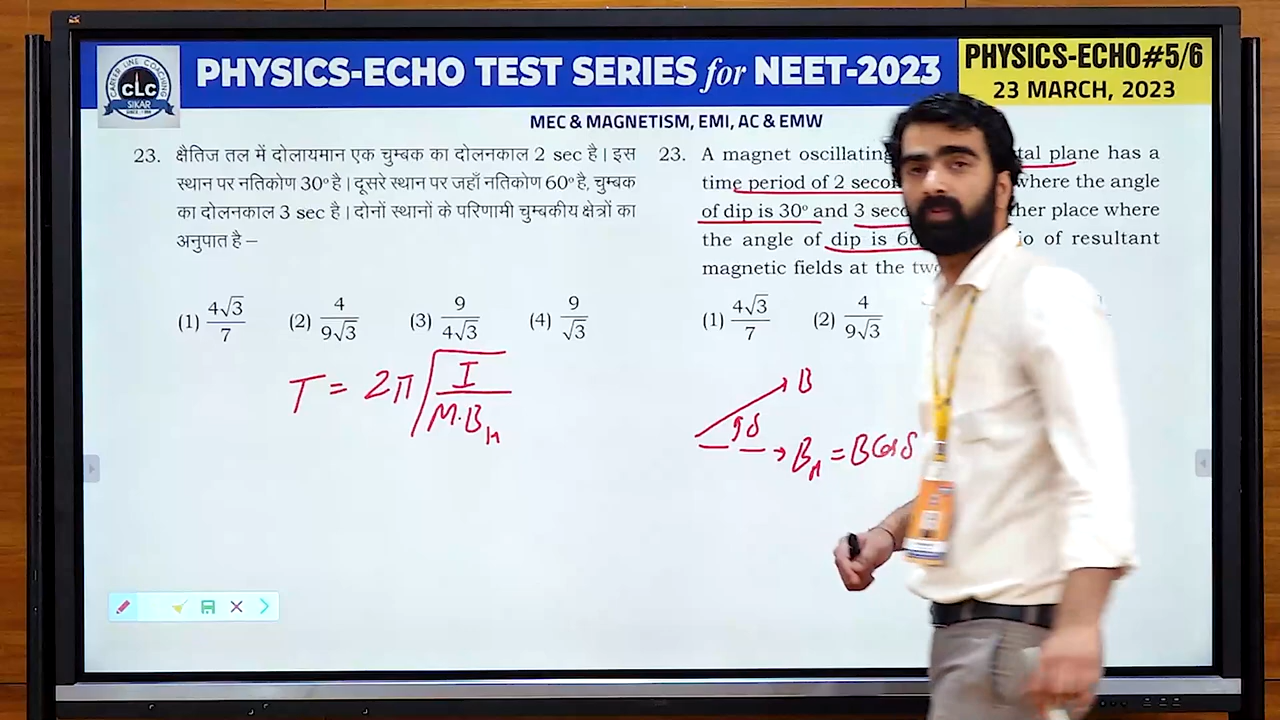 CAREER LINE COACHING
CLC
SIKAR
PHYSICS-ECHO TEST SERIES for NEET-2023
PHYSICS-ECHO#5/6
23 MARCH, 2023
MEC & MAGNETISM, EMI, AC & EMW
23. क्षैतिज तल में दोलायमान एक चुम्बक का दोलनकाल 2 sec है। इस
स्थान पर नतिकोण 30° है। दूसरे स्थान पर जहाँ नतिकोण 60° है, चुम्बक
का दोलनकाल 3 sec है। दोनों स्थानों के परिणामी चुम्बकीय क्षेत्रों का
अनुपात है –
(1) 4√3/7 (2) 4/9√3 (3) 9/4√3 (4) 9/√3
23. A magnet oscillating tal plane has a
time period of 2 secon where the
of dip is 30° and 3 seco ther place where
the angle of dip is 60 io of resultant
magnetic fields at the tw
(1) 4√3/7 (2) 4/9√3
T = 2π√(I/M.B_H)
B
δ
B_H = B cos δ